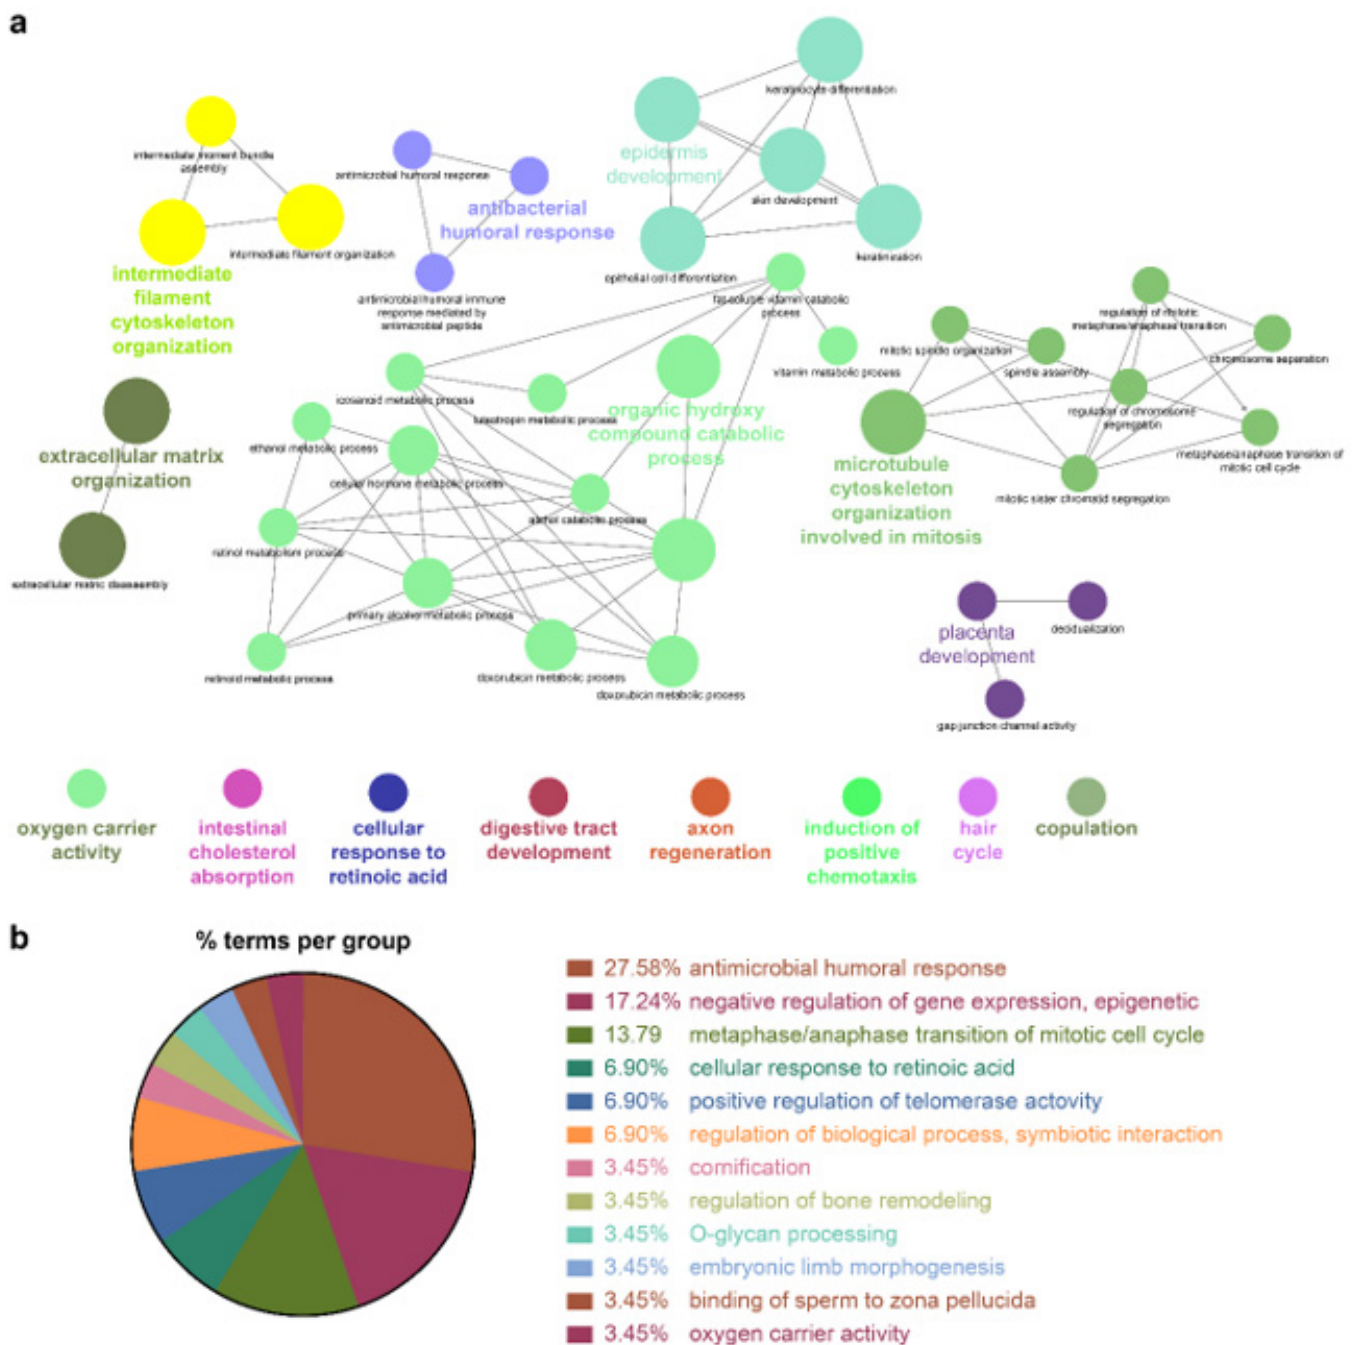 a
keratinocyte differentiation
intermediate filament bundle
assembly
antimicrobial humoral response
epidermis
development
skin development
antibacterial
humoral response
intermediate filament organization
keratinization
epithelial cell differentiation
intermediate
filament
cytoskeleton
organization
antimicrobial humoral immune
response mediated by
antimicrobial peptide
fat-soluble vitamin catabolic
process
regulation of mitotic
metaphase/anaphase transition
mitotic spindle organization
chromosome separation
spindle assembly
vitamin metabolic process
icosanoid metabolic process
organic hydroxy
compound catabolic
process
metabolic process
regulation of chromosome
segregation
ethanol metabolic process
extracellular matrix
organization
cellular hormone metabolic process
metaphase/anaphase transition of
mitotic cell cycle
microtubule
cytoskeleton
organization
involved in mitosis
mitotic sister chromatid segregation
catabolic process
retinol metabolism process
extracellular matric disassembly
primary alcohol metabolic process
placenta
development
decidualization
retinoid metabolic process
doxorubicin metabolic process
doxorubicin metabolic process
gap junction channel activity
oxygen carrier
activity
intestinal
cholesterol
absorption
cellular
response to
retinoic acid
digestive tract
development
axon
regeneration
induction of
positive
chemotaxis
hair
cycle
copulation
b
% terms per group
27.58% antimicrobial humoral response
17.24% negative regulation of gene expression, epigenetic
13.79 metaphase/anaphase transition of mitotic cell cycle
6.90% cellular response to retinoic acid
6.90% positive regulation of telomerase actovity
6.90% regulation of biological process, symbiotic interaction
3.45% cornification
3.45% regulation of bone remodeling
3.45% O-glycan processing
3.45% embryonic limb morphogenesis
3.45% binding of sperm to zona pellucida
3.45% oxygen carrier activity